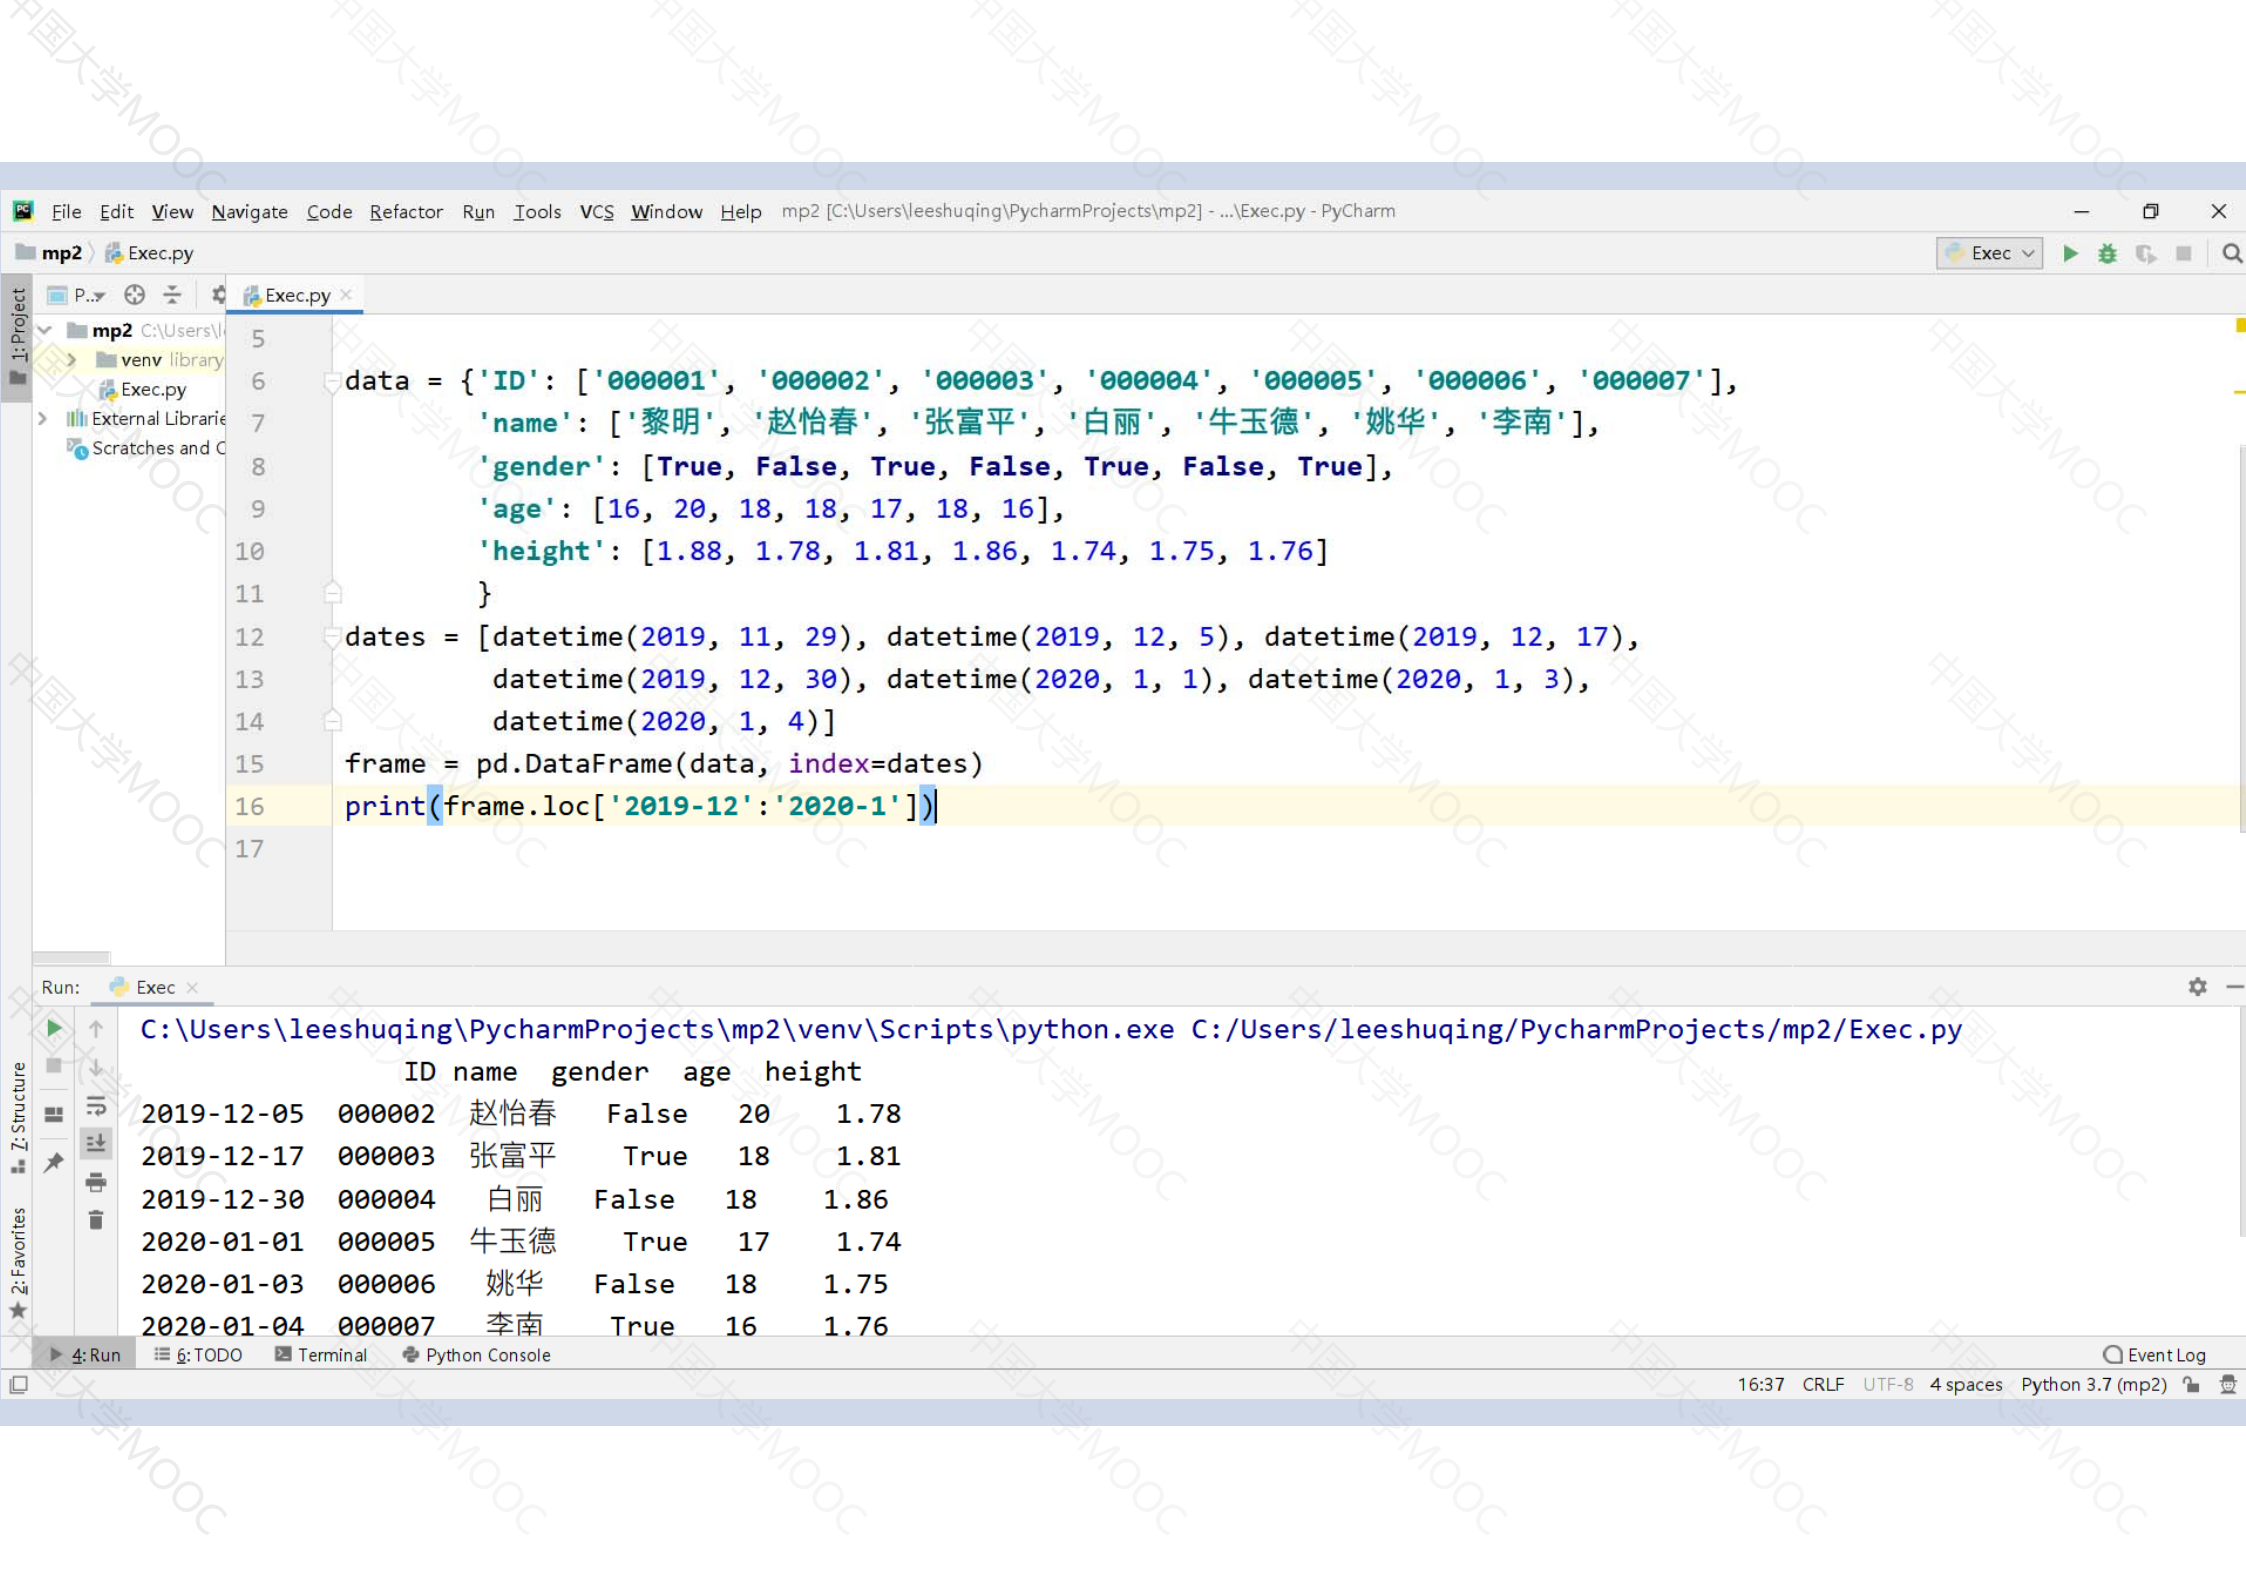 File Edit View Navigate Code Refactor Run Tools VCS Window Help mp2 [C:\Users\leeshuqing\PycharmProjects\mp2] - ...\Exec.py - PyCharm
mp2 Exec.py Exec
1: Project P.. Exec.py
mp2 C:\Users\l
venv library
Exec.py
External Librarie
Scratches and C
5
6 data = {'ID': ['000001', '000002', '000003', '000004', '000005', '000006', '000007'],
7 'name': ['黎明', '赵怡春', '张富平', '白丽', '牛玉德', '姚华', '李南'],
8 'gender': [True, False, True, False, True, False, True],
9 'age': [16, 20, 18, 18, 17, 18, 16],
10 'height': [1.88, 1.78, 1.81, 1.86, 1.74, 1.75, 1.76]
11 }
12 dates = [datetime(2019, 11, 29), datetime(2019, 12, 5), datetime(2019, 12, 17),
13 datetime(2019, 12, 30), datetime(2020, 1, 1), datetime(2020, 1, 3),
14 datetime(2020, 1, 4)]
15 frame = pd.DataFrame(data, index=dates)
16 print(frame.loc['2019-12':'2020-1'])
17
Run: Exec
C:\Users\leeshuqing\PycharmProjects\mp2\venv\Scripts\python.exe C:/Users/leeshuqing/PycharmProjects/mp2/Exec.py
ID name gender age height
2019-12-05 000002 赵怡春 False 20 1.78
2019-12-17 000003 张富平 True 18 1.81
2019-12-30 000004 白丽 False 18 1.86
2020-01-01 000005 牛玉德 True 17 1.74
2020-01-03 000006 姚华 False 18 1.75
2020-01-04 000007 李南 True 16 1.76
Z: Structure
2: Favorites
4: Run 6: TODO Terminal Python Console Event Log
16:37 CRLF UTF-8 4 spaces Python 3.7 (mp2)
中国大学MOOC